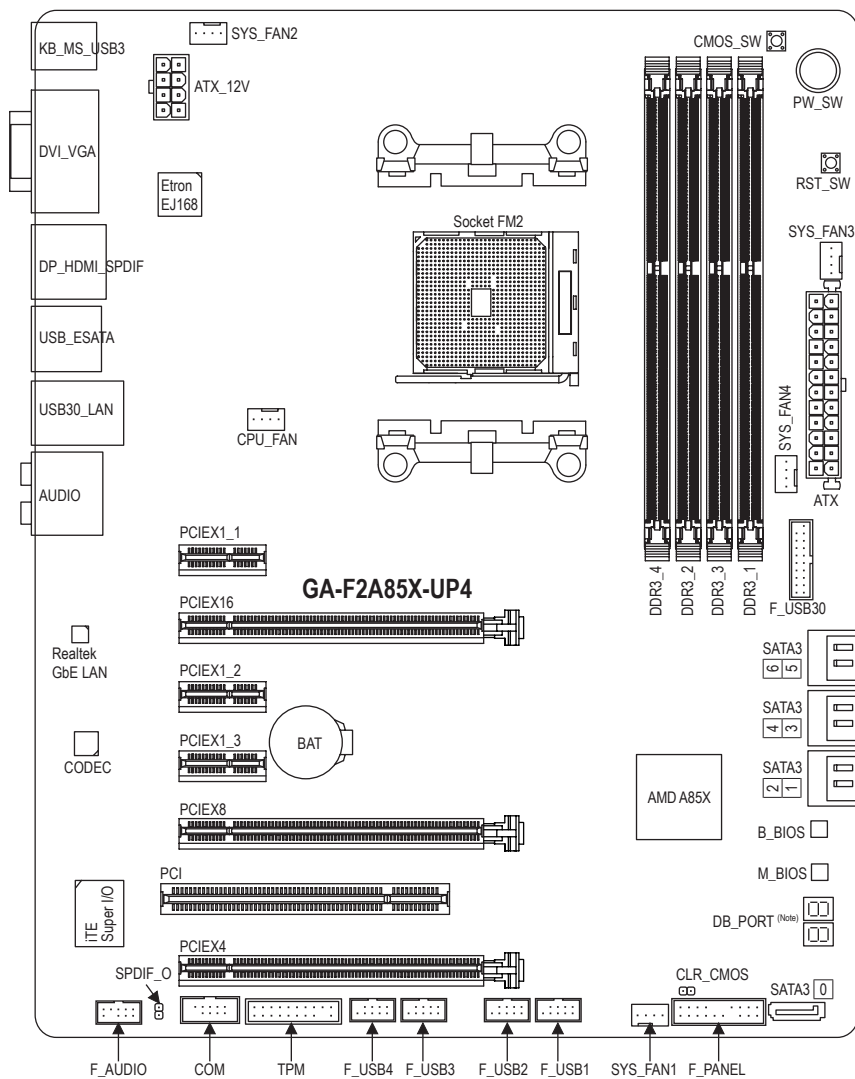 KB_MS_USB3
SYS_FAN2
CMOS_SW
ATX_12V
PW_SW
DVI_VGA
Etron
EJ168
RST_SW
Socket FM2
SYS_FAN3
DP_HDMI_SPDIF
USB_ESATA
USB30_LAN
CPU_FAN
SYS_FAN4
AUDIO
ATX
PCIEX1_1
GA-F2A85X-UP4
DDR3_4
DDR3_2
DDR3_3
DDR3_1
F_USB30
PCIEX16
Realtek
GbE LAN
SATA3
6 5
PCIEX1_2
SATA3
4 3
CODEC
PCIEX1_3
BAT
SATA3
2 1
AMD A85X
PCIEX8
B_BIOS
PCI
M_BIOS
iTE
Super I/O
DB_PORT (Note)
PCIEX4
SPDIF_O
CLR_CMOS
SATA3 0
F_AUDIO
COM
TPM
F_USB4
F_USB3
F_USB2
F_USB1
SYS_FAN1
F_PANEL